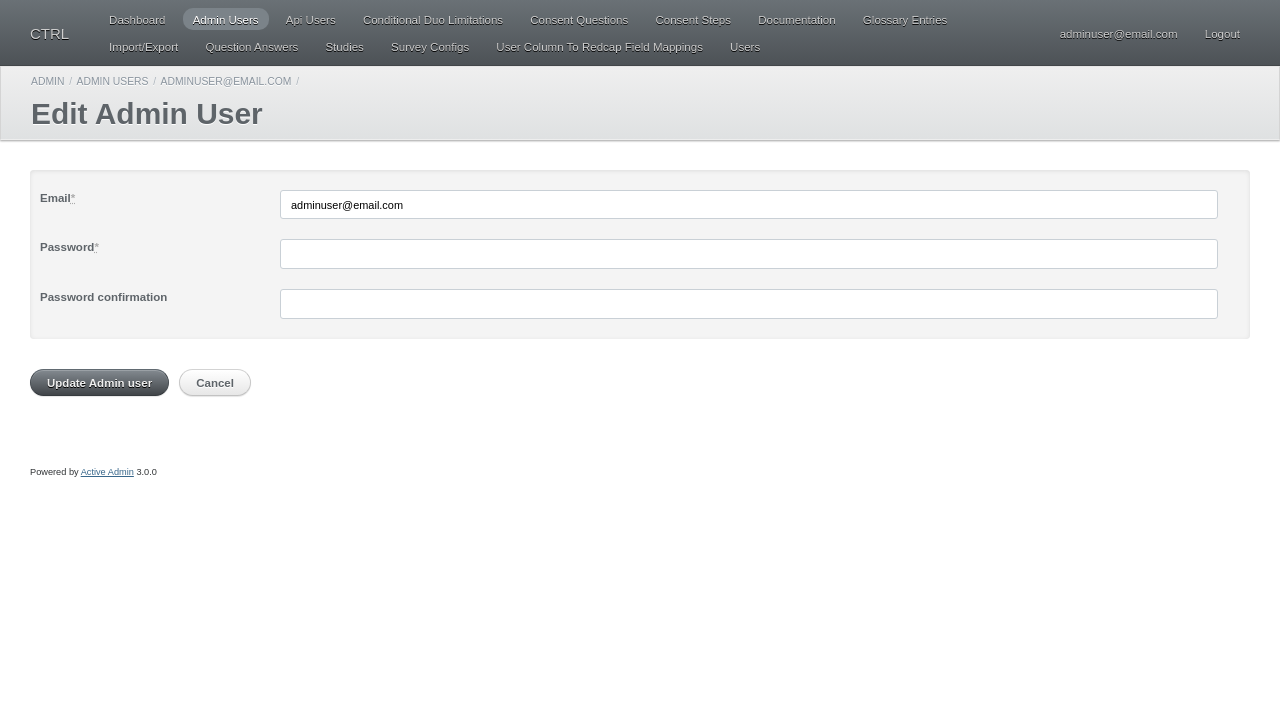 CTRL
Dashboard Admin Users Api Users Conditional Duo Limitations Consent Questions Consent Steps Documentation Glossary Entries
Import/Export Question Answers Studies Survey Configs User Column To Redcap Field Mappings Users
adminuser@email.com Logout
ADMIN / ADMIN USERS / ADMINUSER@EMAIL.COM /
Edit Admin User
Email* adminuser@email.com
Password*
Password confirmation
Update Admin user Cancel
Powered by Active Admin 3.0.0